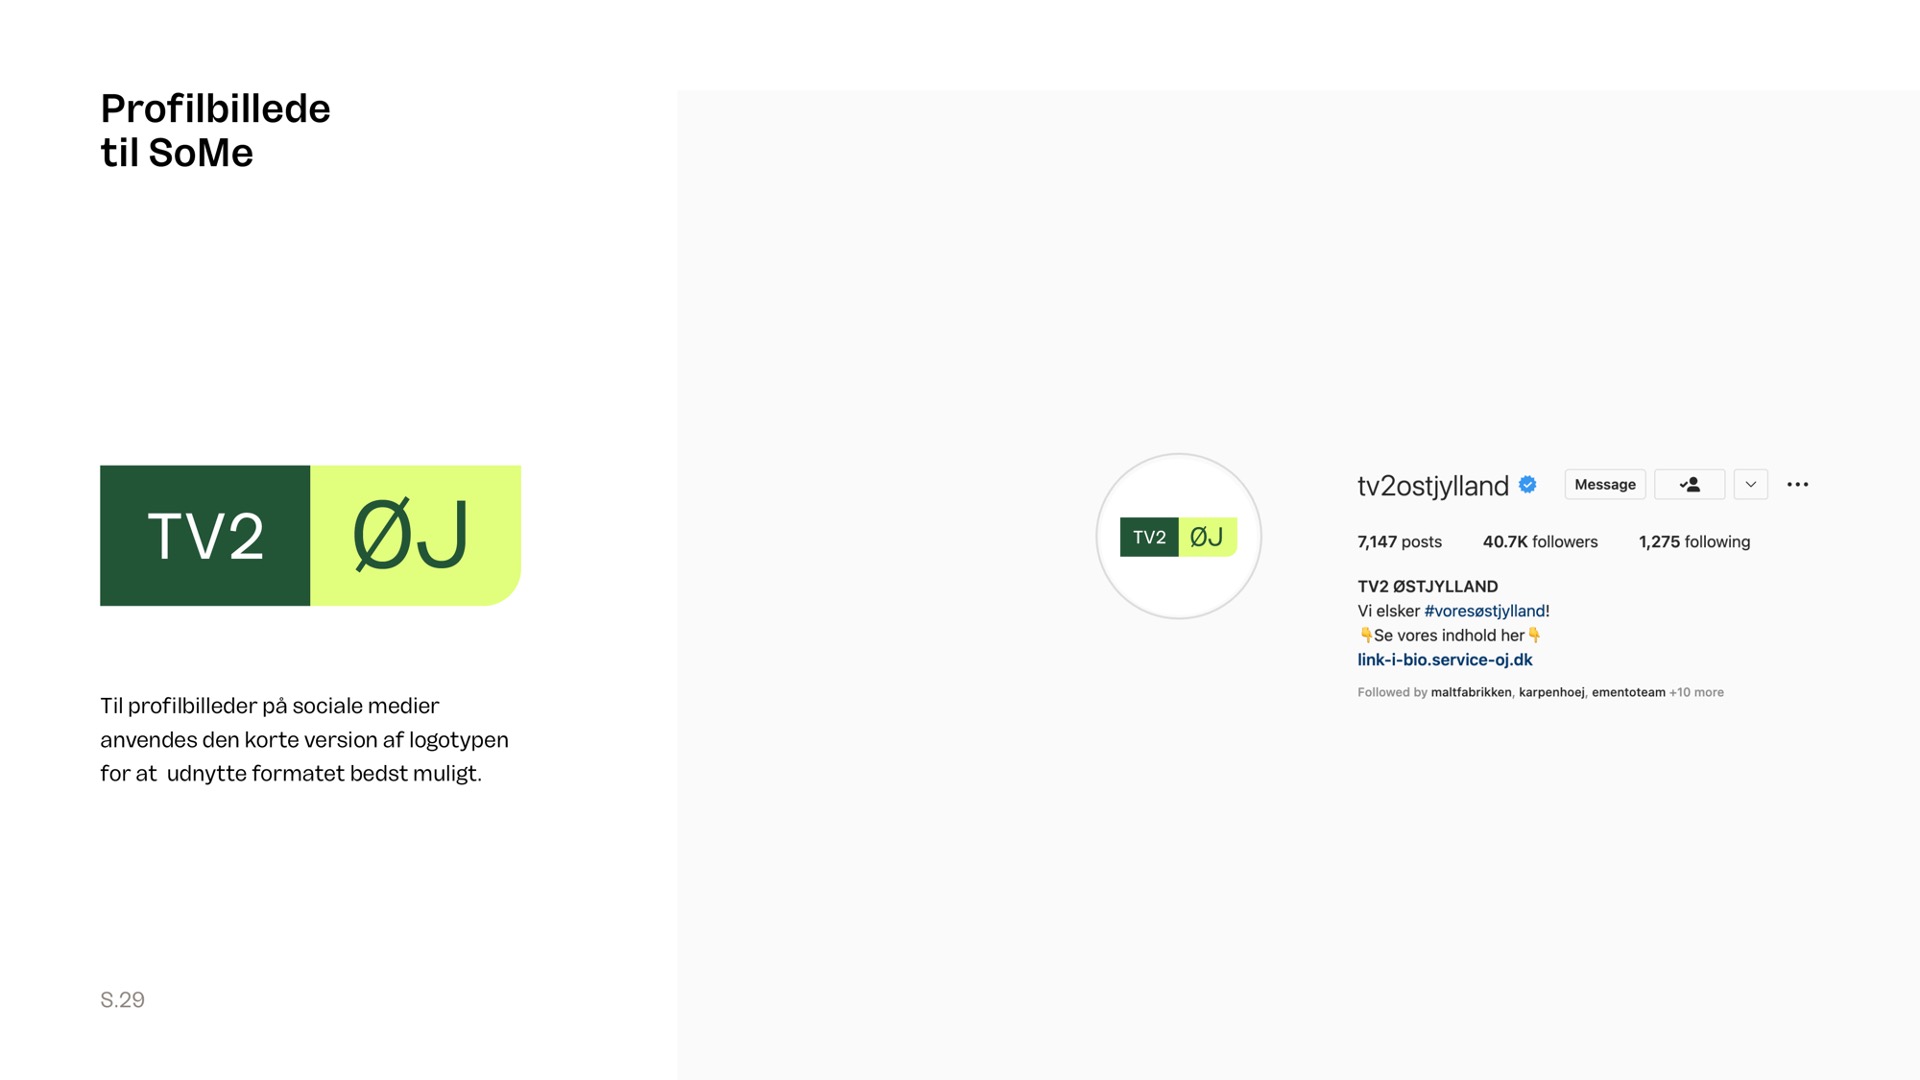 Profilbillede
til SoMe
TV2 ØJ
Til profilbilleder på sociale medier
anvendes den korte version af logotypen
for at  udnytte formatet bedst muligt.
S.29
TV2 ØJ
tv2ostjylland
Message
7,147 posts 40.7K followers 1,275 following
TV2 ØSTJYLLAND
Vi elsker #voresøstjylland!
👇Se vores indhold her👇
link-i-bio.service-oj.dk
Followed by maltfabrikken, karpenhoej, ementoteam +10 more